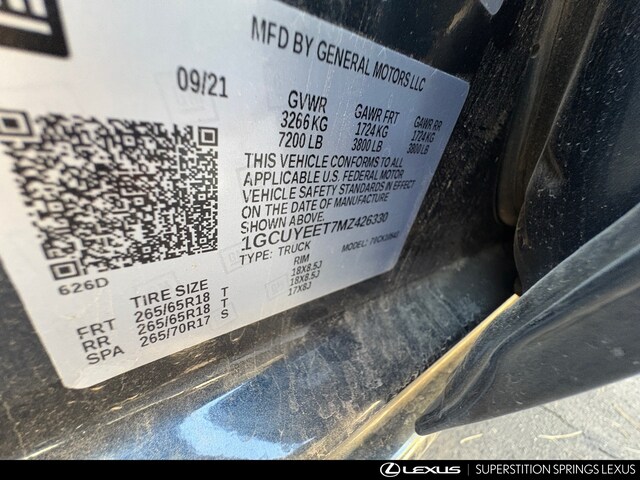 MFD BY GENERAL MOTORS LLC
09/21
GVWR GAWR FRT GAWR RR
3266 KG 1724 KG 1724 KG
7200 LB 3800 LB 3800 LB
THIS VEHICLE CONFORMS TO ALL
APPLICABLE U.S. FEDERAL MOTOR
VEHICLE SAFETY STANDARDS IN EFFECT
ON THE DATE OF MANUFACTURE
SHOWN ABOVE.
1GCUYEET7MZ426330
TYPE: TRUCK MODEL:
626D
TIRE SIZE RIM
FRT 265/65R18 T 18X8.5J
RR 265/65R18 T 18X8.5J
SPA 265/70R17 S 17X8J
LEXUS SUPERSTITION SPRINGS LEXUS